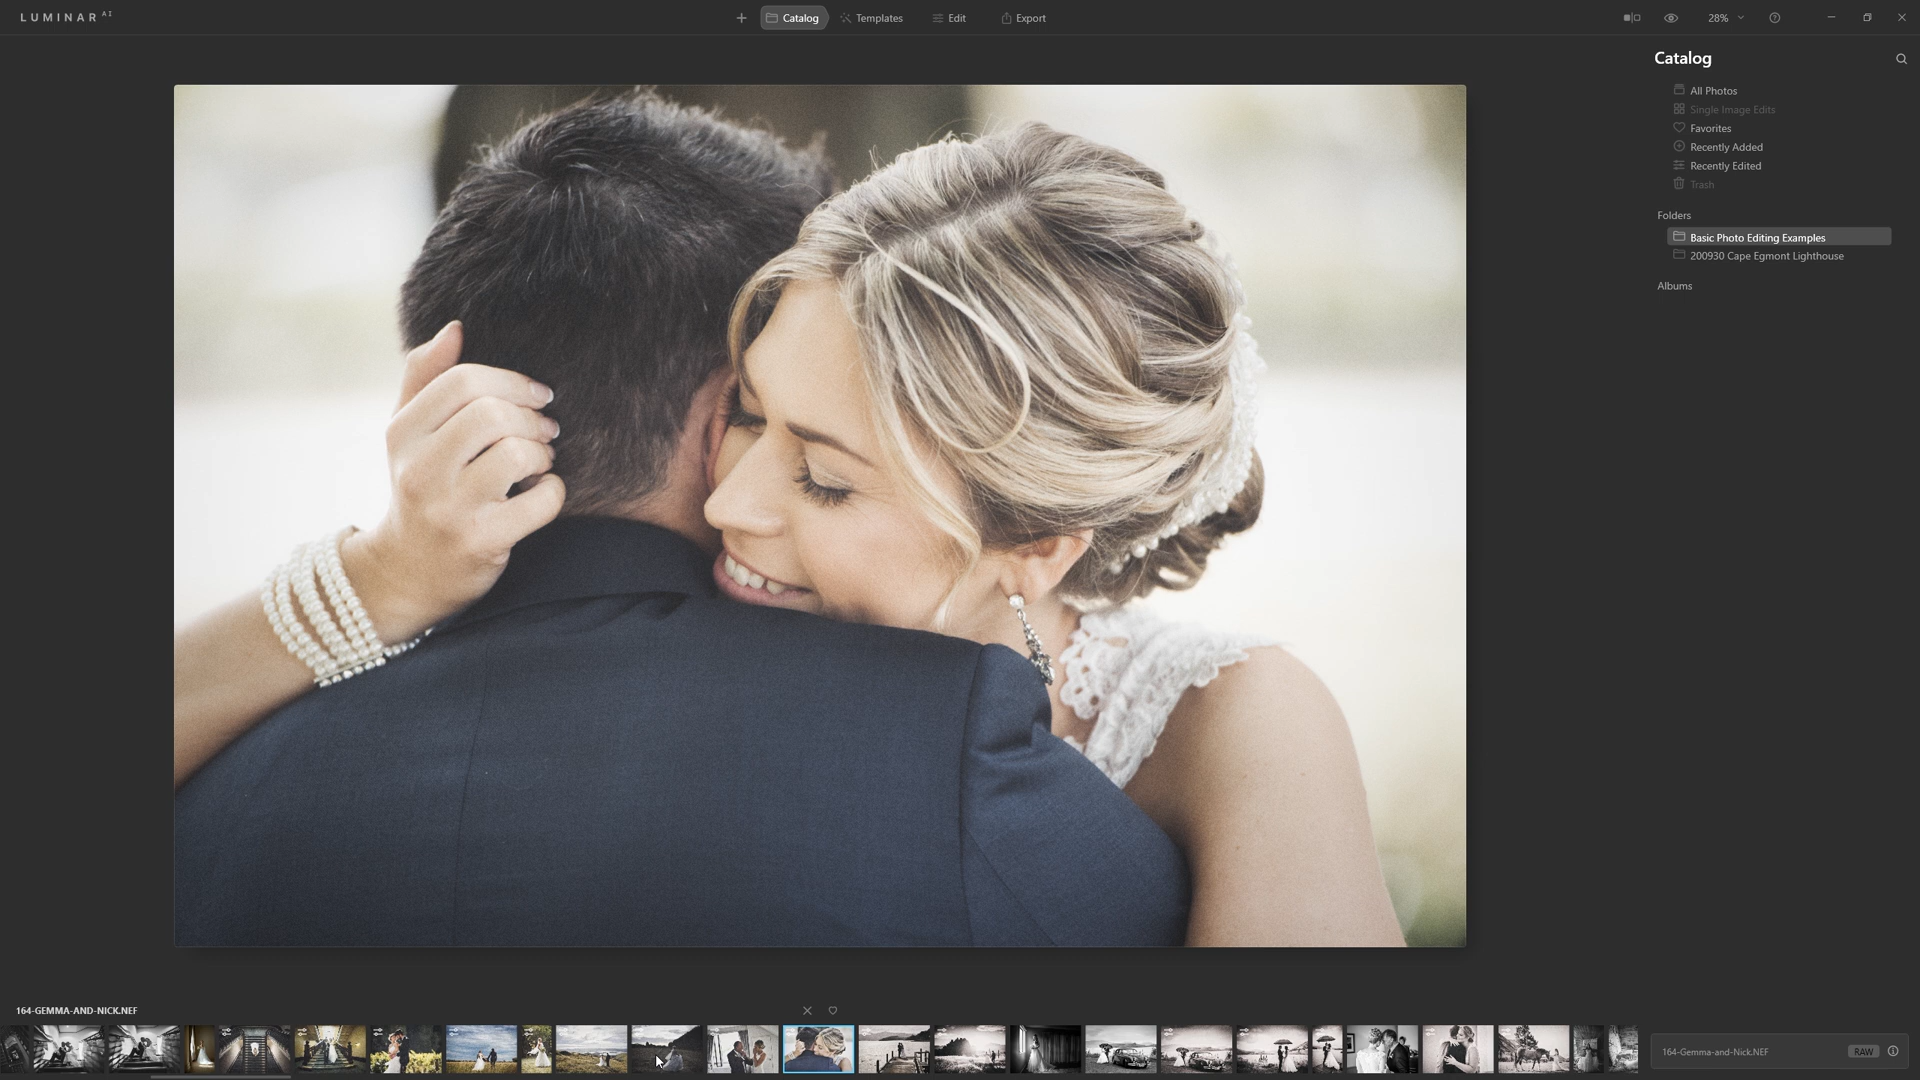 LUMINAR AI
Catalog
Templates
Edit
Export
28%
Catalog
All Photos
Single Image Edits
Favorites
Recently Added
Recently Edited
Trash
Folders
Basic Photo Editing Examples
200930 Cape Egmont Lighthouse
Albums
164-GEMMA-AND-NICK.NEF
164-Gemma-and-Nick.NEF
RAW